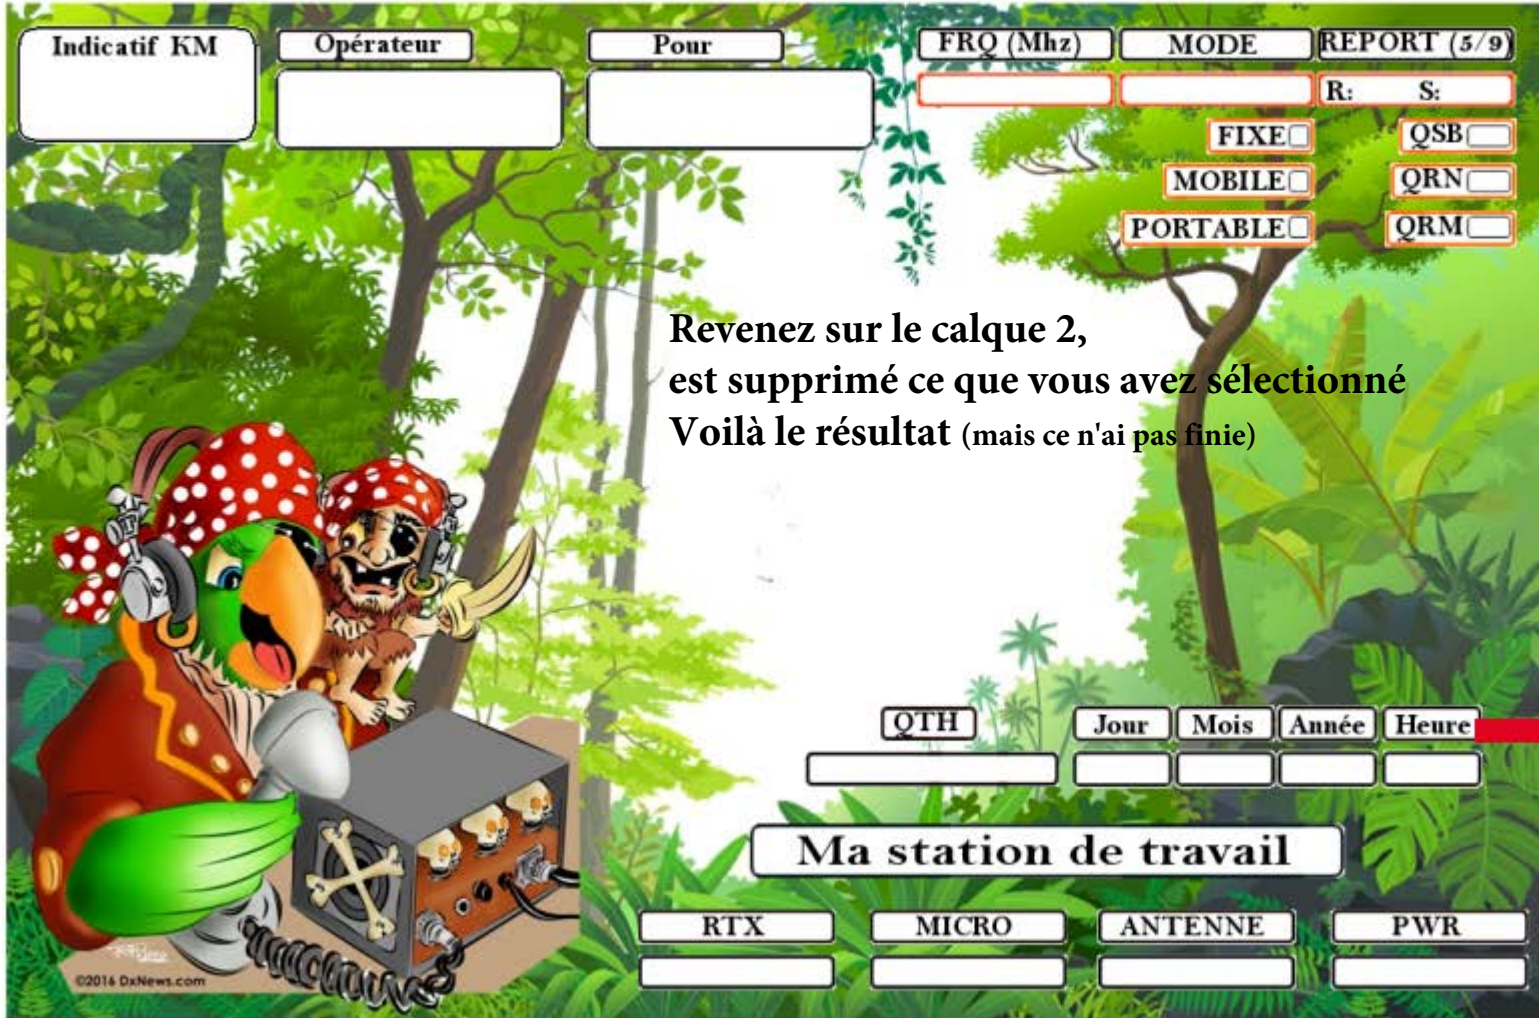 Indicatif KM
Opérateur
Pour
FRQ (Mhz)
MODE
REPORT (5/9)
R: S:
FIXE
QSB
MOBILE
QRN
PORTABLE
QRM
Revenez sur le calque 2,
est supprimé ce que vous avez sélectionné
Voilà le résultat (mais ce n'ai pas finie)
QTH
Jour
Mois
Année
Heure
Ma station de travail
RTX
MICRO
ANTENNE
PWR
©2016 DxNews.com